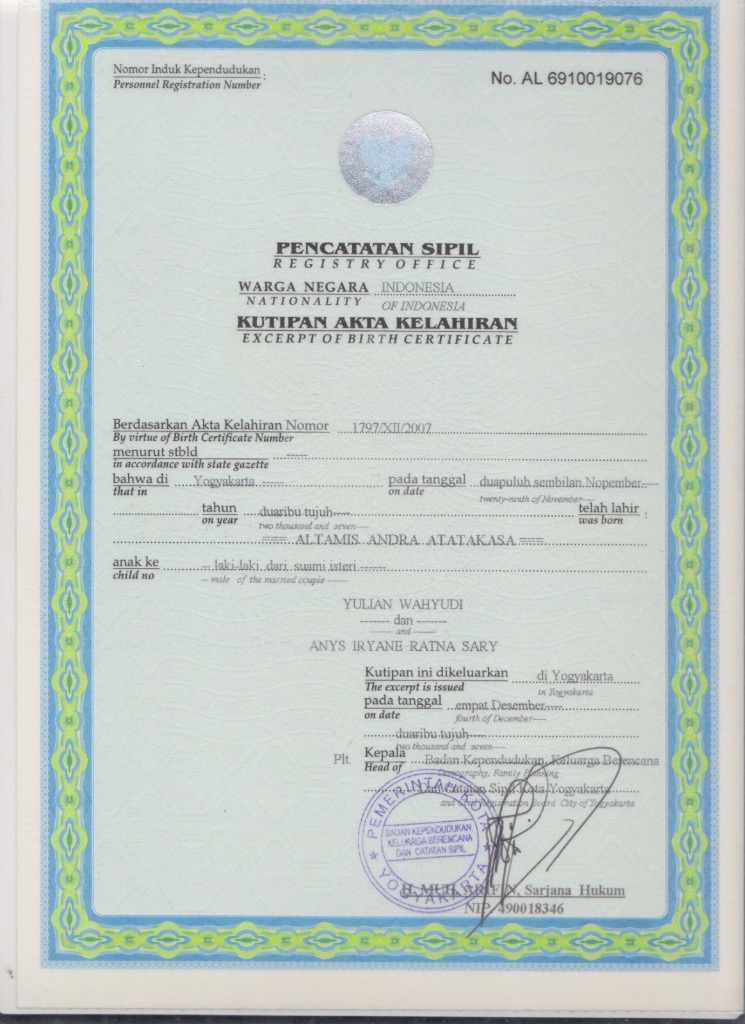 Nomor Induk Kependudukan :
Personnel Registration Number
No. AL 6910019076
PENCATATAN SIPIL
REGISTRY OFFICE
WARGA NEGARA INDONESIA
NATIONALITY OF INDONESIA
KUTIPAN AKTA KELAHIRAN
EXCERPT OF BIRTH CERTIFICATE
Berdasarkan Akta Kelahiran Nomor 1797/XII/2007
By virtue of Birth Certificate Number
menurut stbld -----
in accordance with state gazette
bahwa di Yogyakarta ----- pada tanggal duapuluh sembilan Nopember----
that in on date twenty-ninth of November----
tahun duaribu tujuh---- telah lahir :
on year two thousand and seven---- was born
=== ALTAMIS ANDRA ATATAKASA ===
anak ke -- laki-laki dari suami isteri -----
child no -- male of the married couple -----
YULIAN WAHYUDI
------- dan -------
----- and -----
ANYS IRYANE RATNA SARY
Kutipan ini dikeluarkan di Yogyakarta
The excerpt is issued in Yogyakarta
pada tanggal empat Desember----
on date fourth of December----
duaribu tujuh----
two thousand and seven----
Plt. Kepala Badan Kependudukan, Keluarga Berencana
Head of Demography, Family Planning
Dan Catatan Sipil Kota Yogyakarta
and Civil Registration Board City of Yogyakarta
PEMERINTAH KOTA
BADAN KEPENDUDUKAN
KELUARGA BERENCANA
DAN CATATAN SIPIL
YOGYAKARTA
H. MUH. ARIFIN, Sarjana Hukum
NIP. 490018346